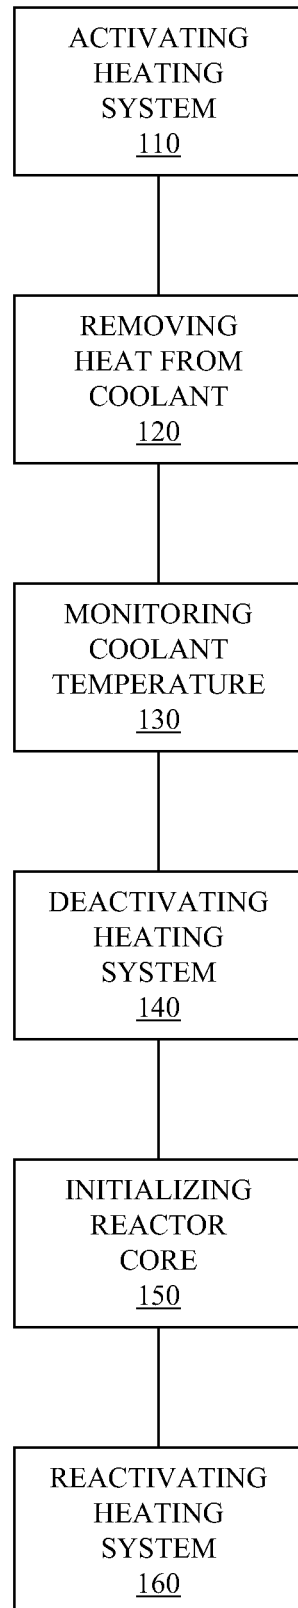 ACTIVATING
HEATING
SYSTEM
110
REMOVING
HEAT FROM
COOLANT
120
MONITORING
COOLANT
TEMPERATURE
130
DEACTIVATING
HEATING
SYSTEM
140
INITIALIZING
REACTOR
CORE
150
REACTIVATING
HEATING
SYSTEM
160